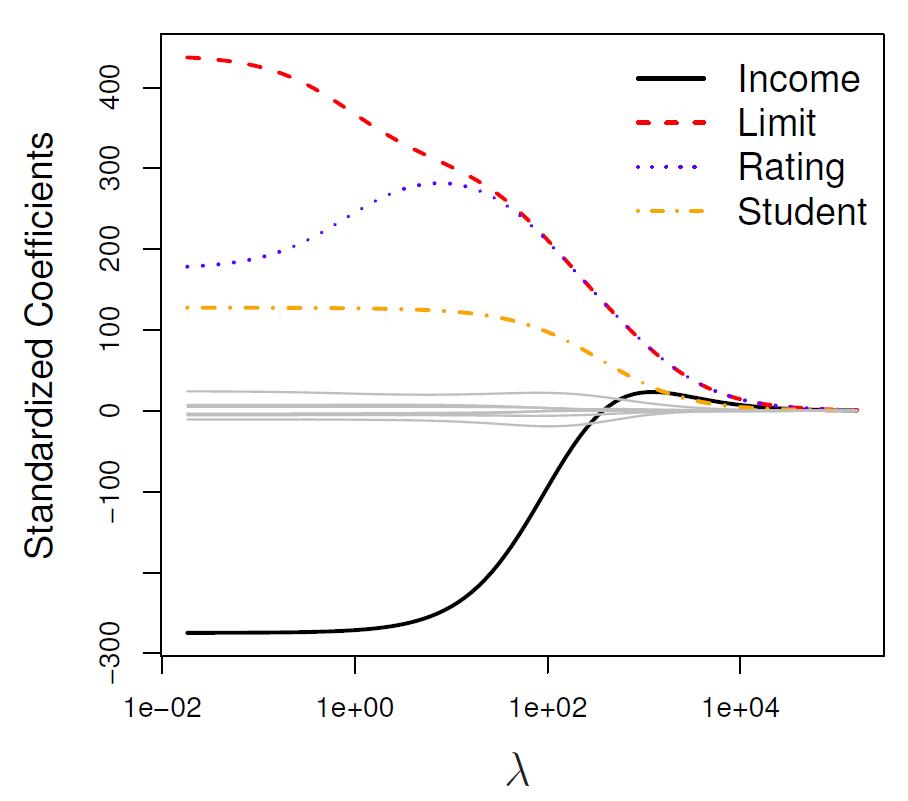 Standardized Coefficients
400
300
200
100
0
−100
−300
Income
Limit
Rating
Student
1e−02
1e+00
1e+02
1e+04
λ